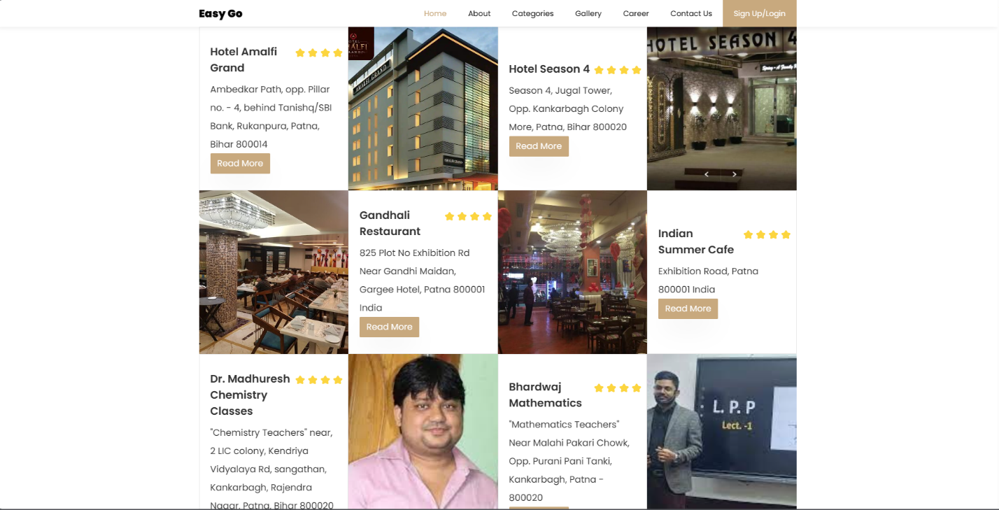 Easy Go
Home
About
Categories
Gallery
Career
Contact Us
Sign Up/Login
Hotel Amalfi
Grand
Ambedkar Path, opp. Pillar
no. - 4, behind Tanishq/SBI
Bank, Rukanpura, Patna,
Bihar 800014
Read More
AMALFI GRAND
AMALFI GRAND
Hotel Season 4
Season 4, Jugal Tower,
Opp. Kankarbagh Colony
More, Patna, Bihar 800020
Read More
HOTEL SEASON 4
Gandhali
Restaurant
825 Plot No Exhibition Rd
Near Gandhi Maidan,
Gargee Hotel, Patna 800001
India
Read More
Indian
Summer Cafe
Exhibition Road, Patna
800001 India
Read More
Dr. Madhuresh
Chemistry
Classes
"Chemistry Teachers" near,
2 LIC colony, Kendriya
Vidyalaya Rd, sangathan,
Kankarbagh, Rajendra
Nagar, Patna, Bihar 800020
Bhardwaj
Mathematics
"Mathematics Teachers"
Near Malahi Pakari Chowk,
Opp. Purani Pani Tanki,
Kankarbagh, Patna -
800020
L. P. P
Lect. -1